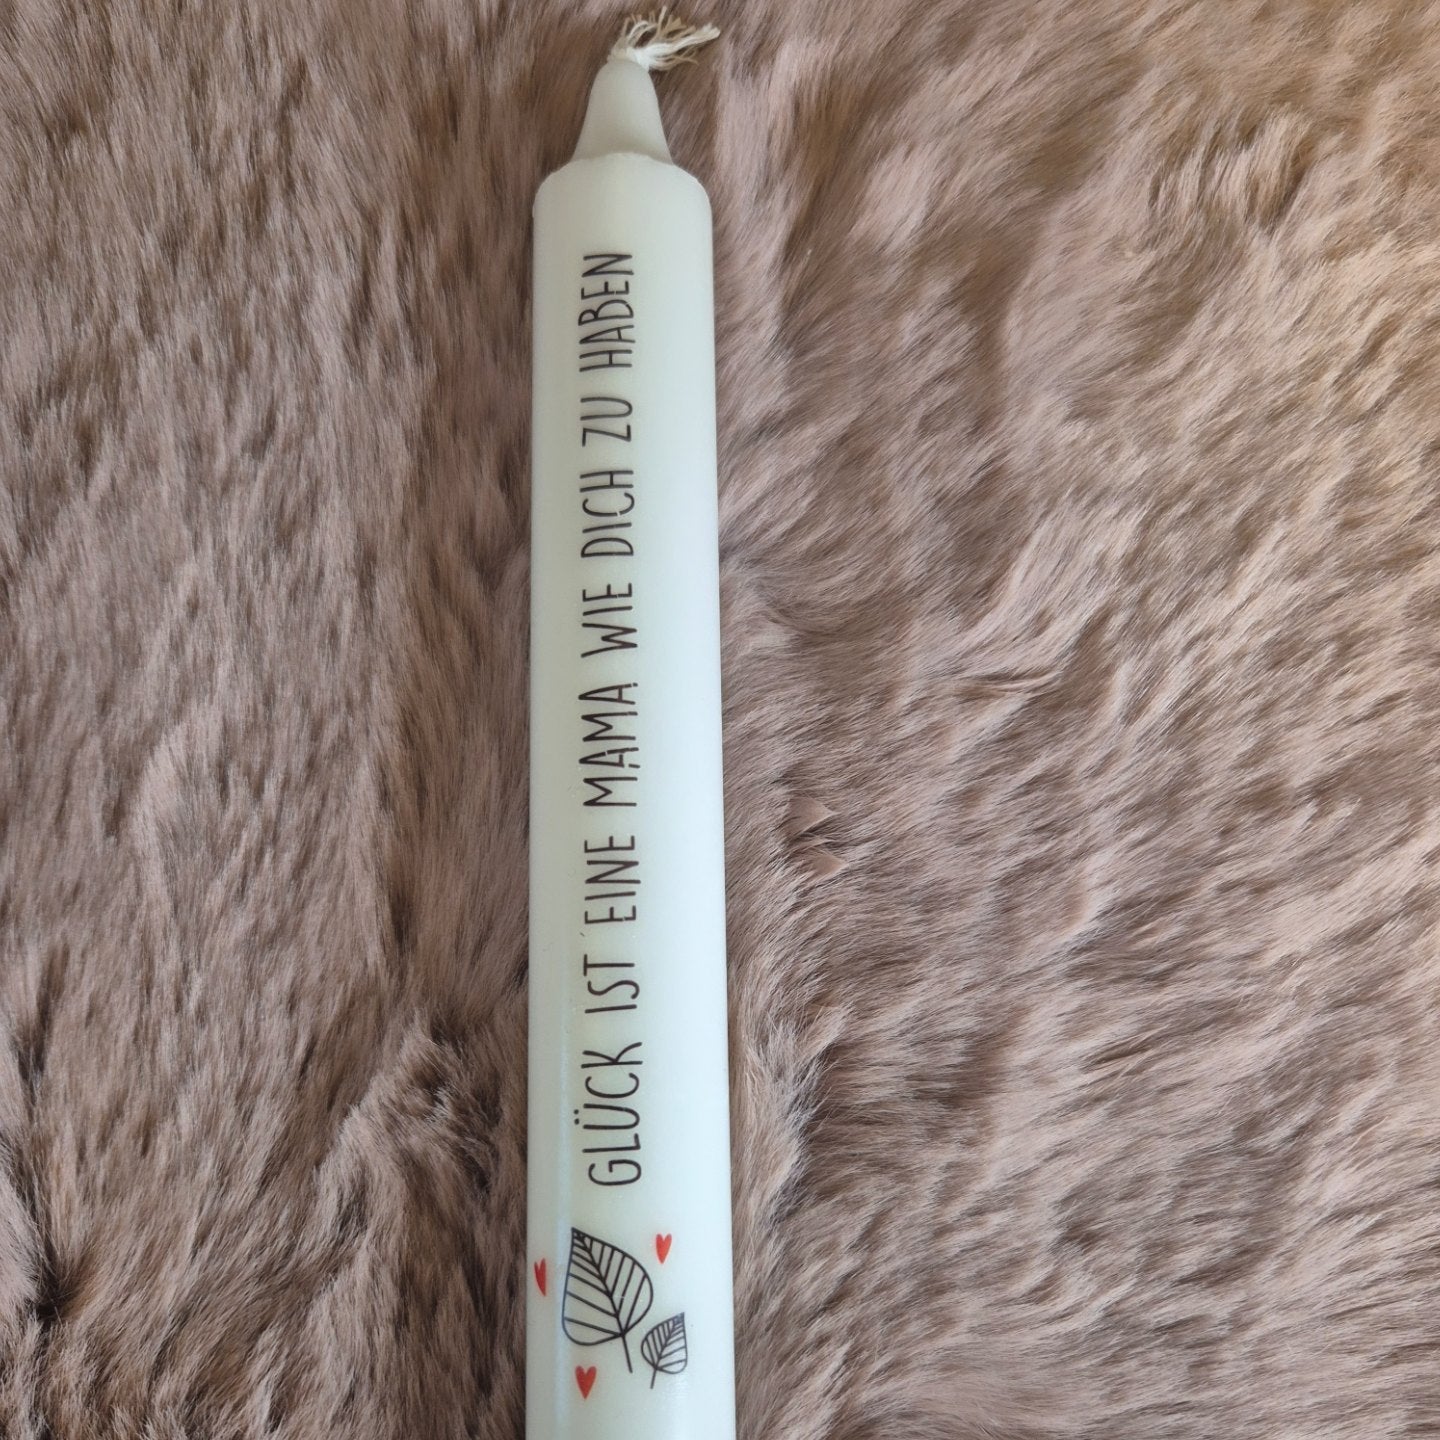 GLÜCK IST EINE MAMA WIE DICH ZU HABEN